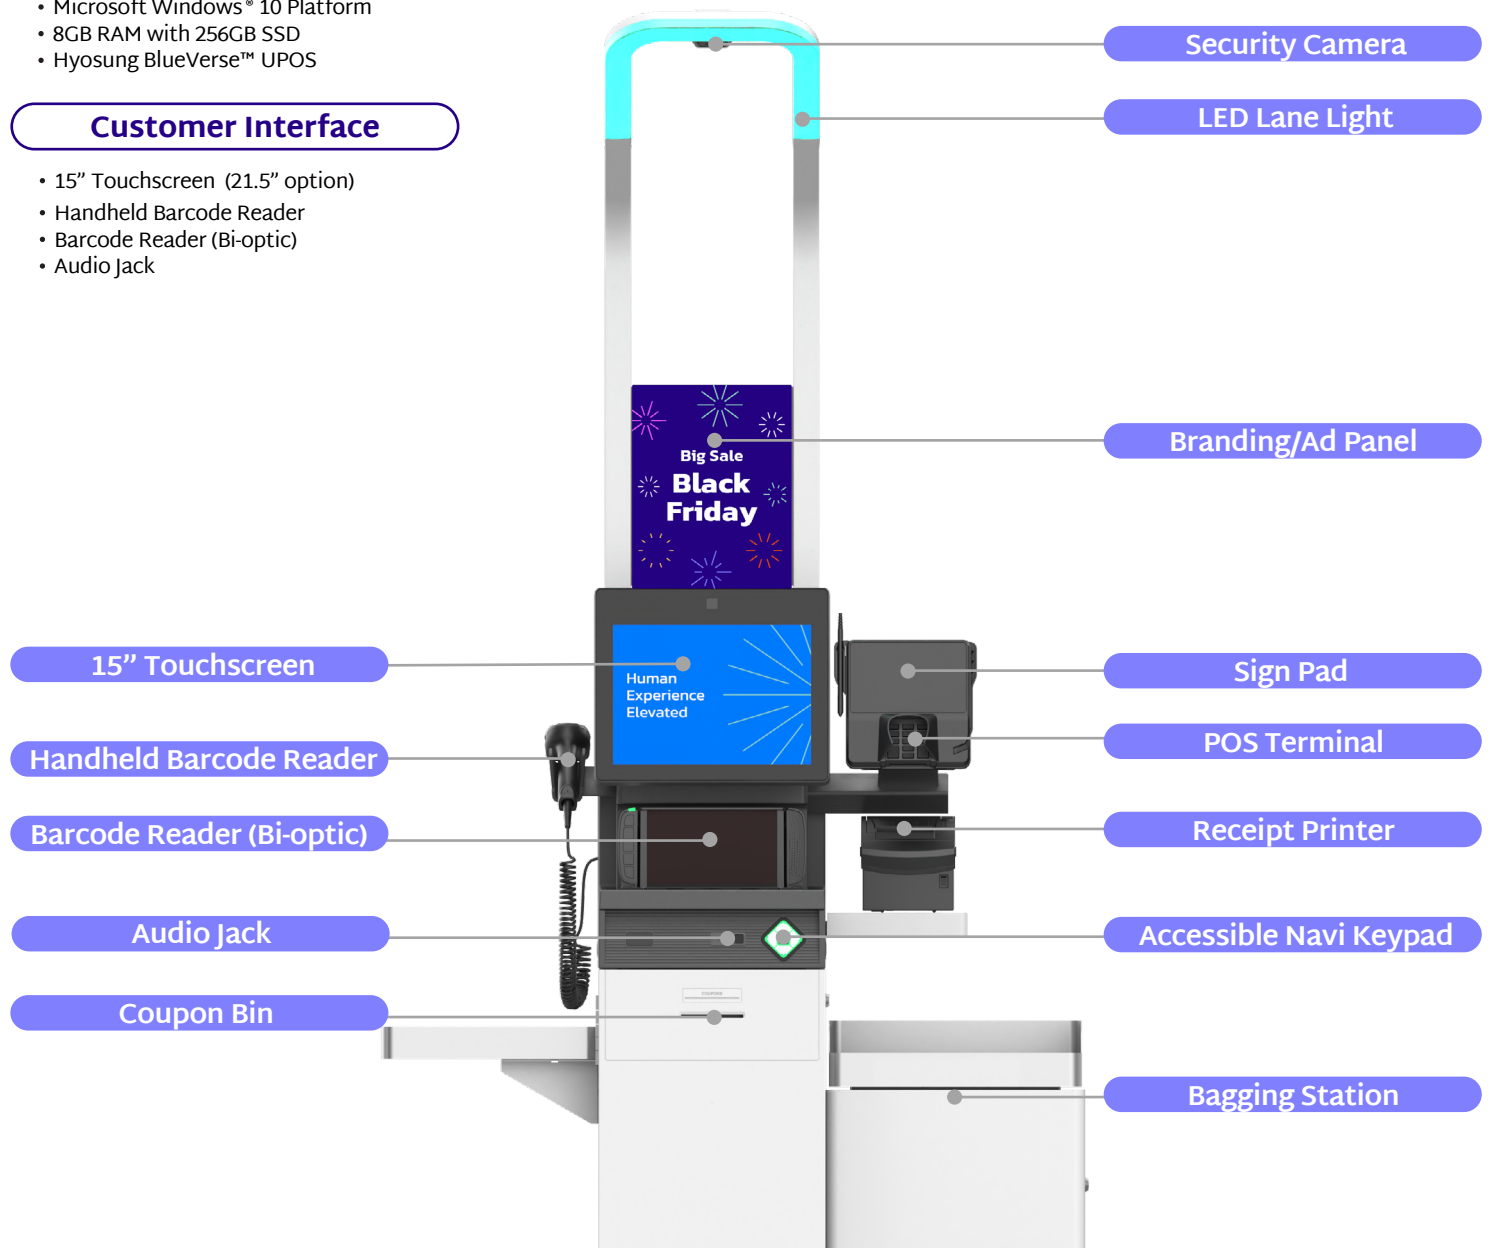 • Microsoft Windows® 10 Platform
• 8GB RAM with 256GB SSD
• Hyosung BlueVerse™ UPOS
Customer Interface
• 15” Touchscreen (21.5” option)
• Handheld Barcode Reader
• Barcode Reader (Bi-optic)
• Audio Jack
Security Camera
LED Lane Light
Branding/Ad Panel
Big Sale
Black
Friday
15” Touchscreen
Human
Experience
Elevated
Sign Pad
Handheld Barcode Reader
POS Terminal
Barcode Reader (Bi-optic)
Receipt Printer
Audio Jack
Accessible Navi Keypad
COUPONS
Coupon Bin
Bagging Station